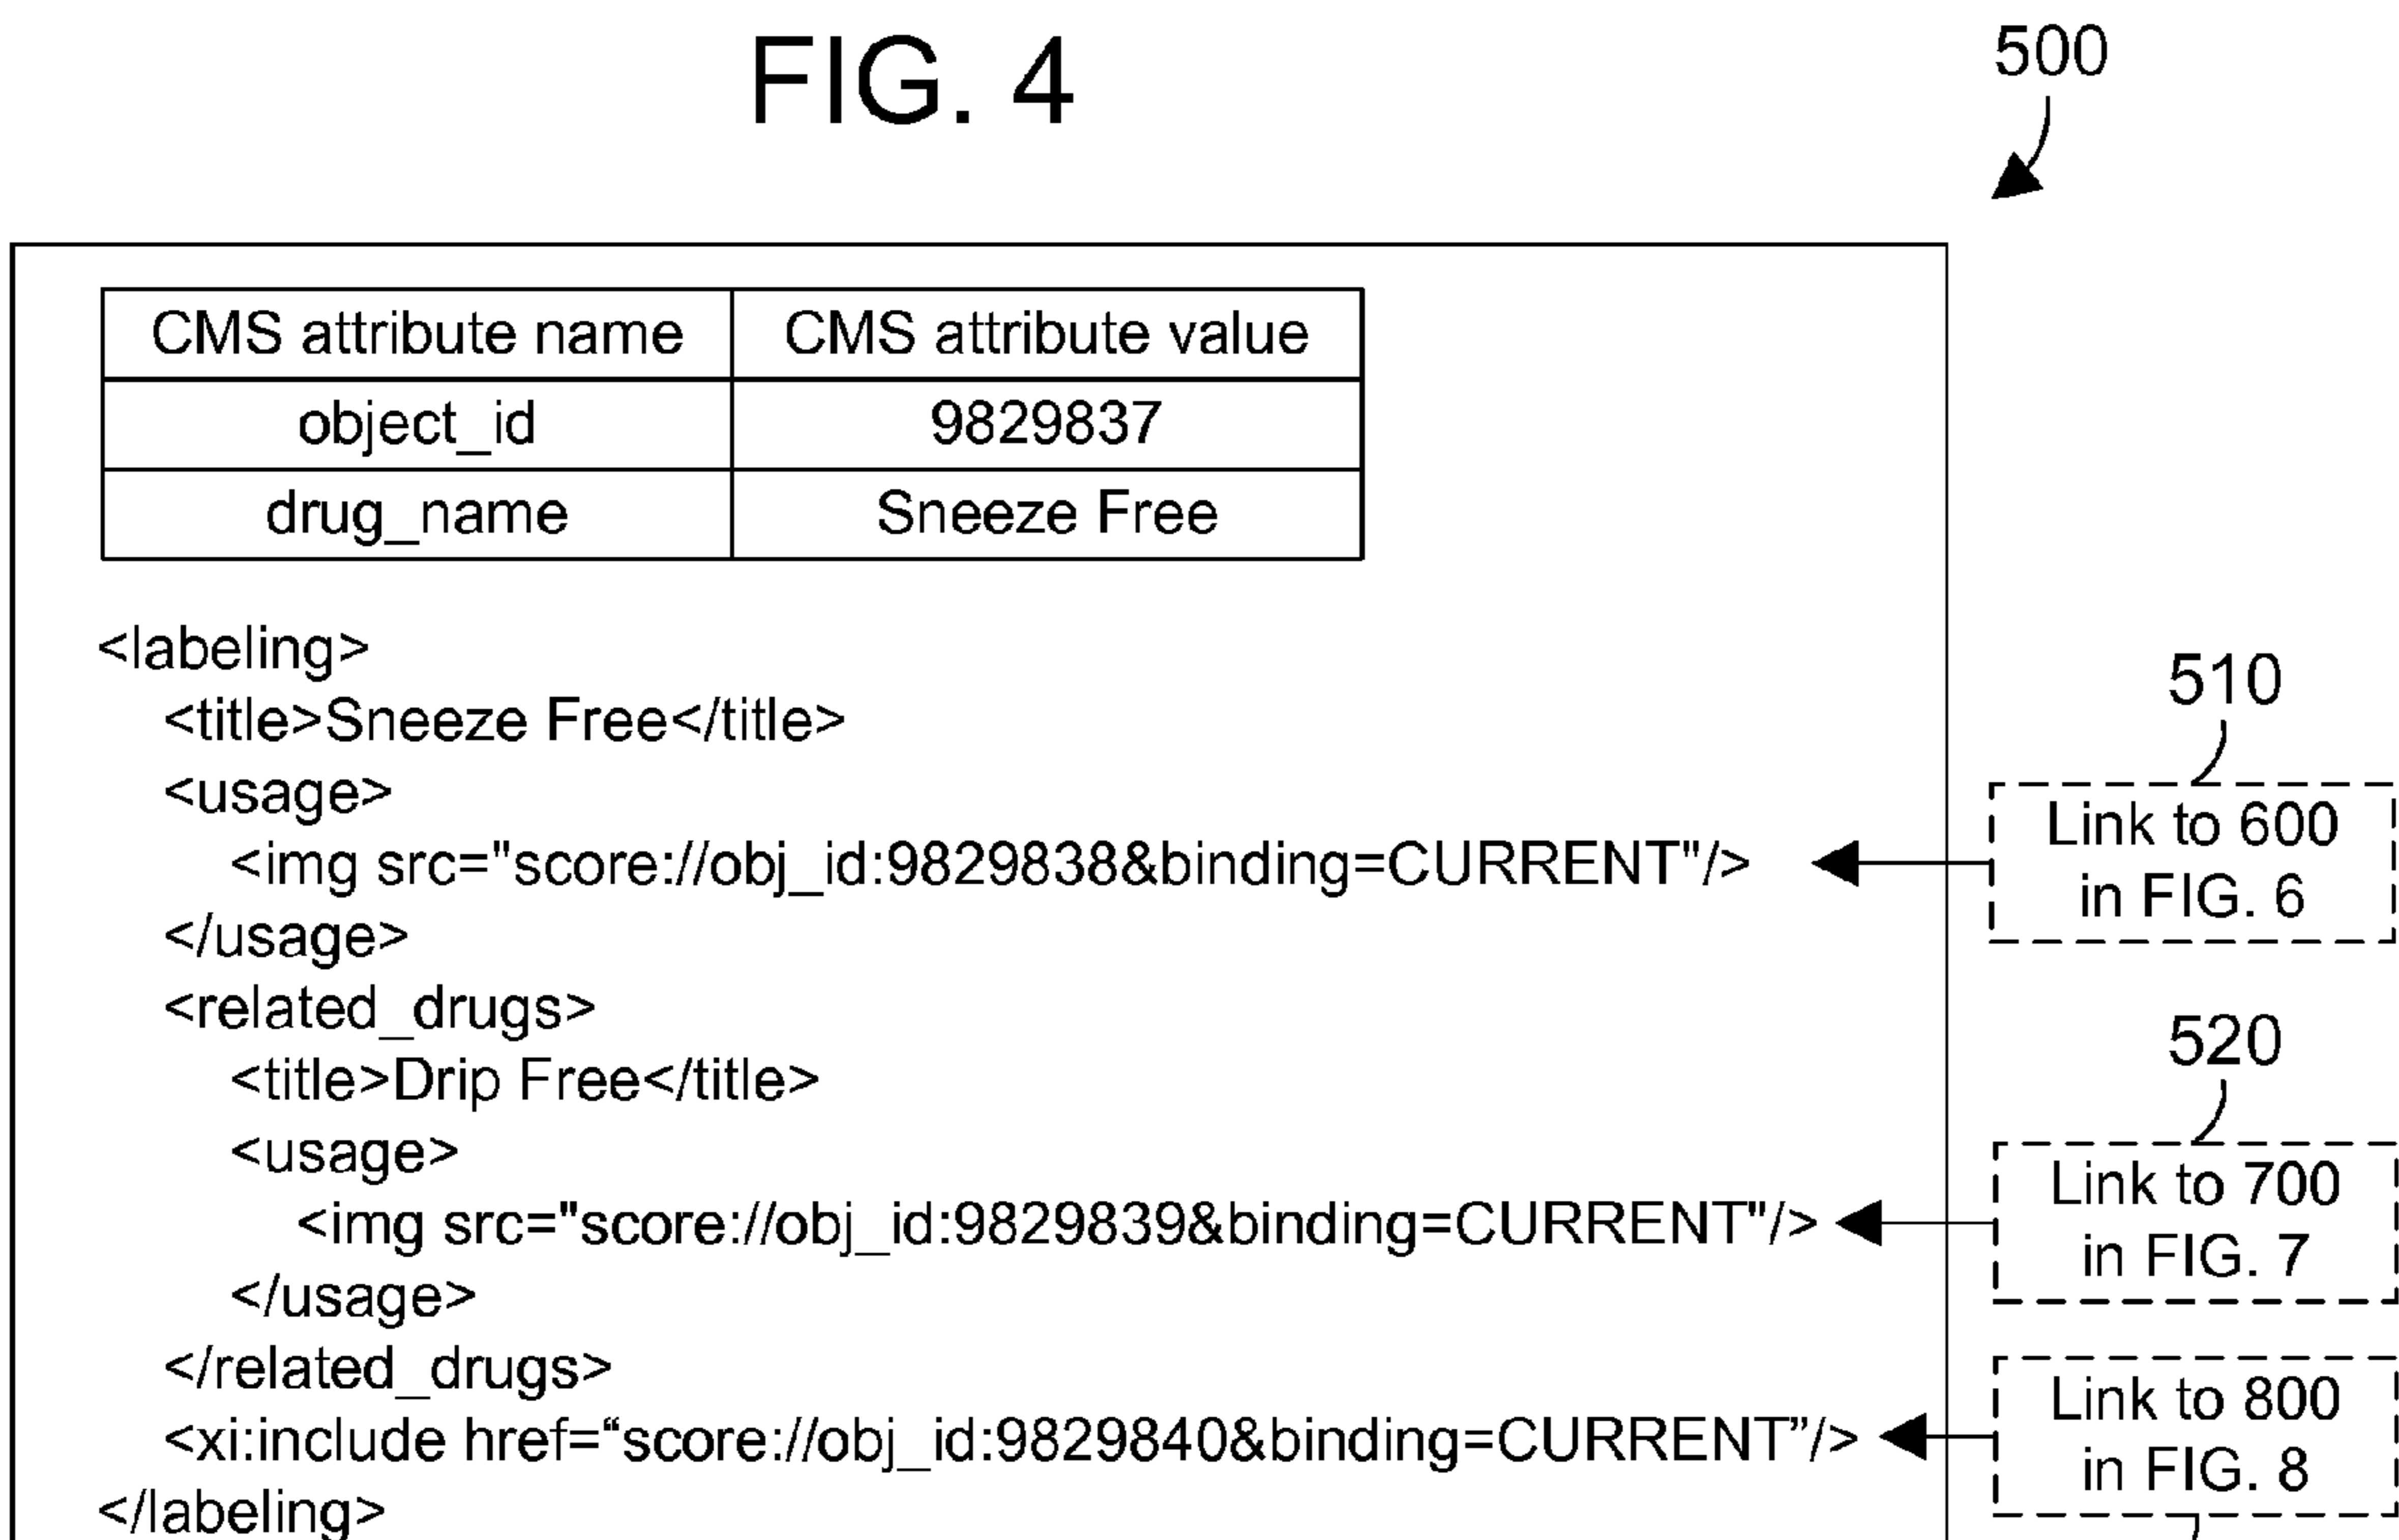 FIG. 4
500
CMS attribute name CMS attribute value
object_id 9829837
drug_name Sneeze Free
<labeling>
<title>Sneeze Free</title>
<usage>
<img src="score://obj_id:9829838&binding=CURRENT"/>
</usage>
<related_drugs>
<title>Drip Free</title>
<usage>
<img src="score://obj_id:9829839&binding=CURRENT"/>
</usage>
</related_drugs>
<xi:include href=“score://obj_id:9829840&binding=CURRENT”/>
</labeling>
510
Link to 600
in FIG. 6
520
Link to 700
in FIG. 7
Link to 800
in FIG. 8